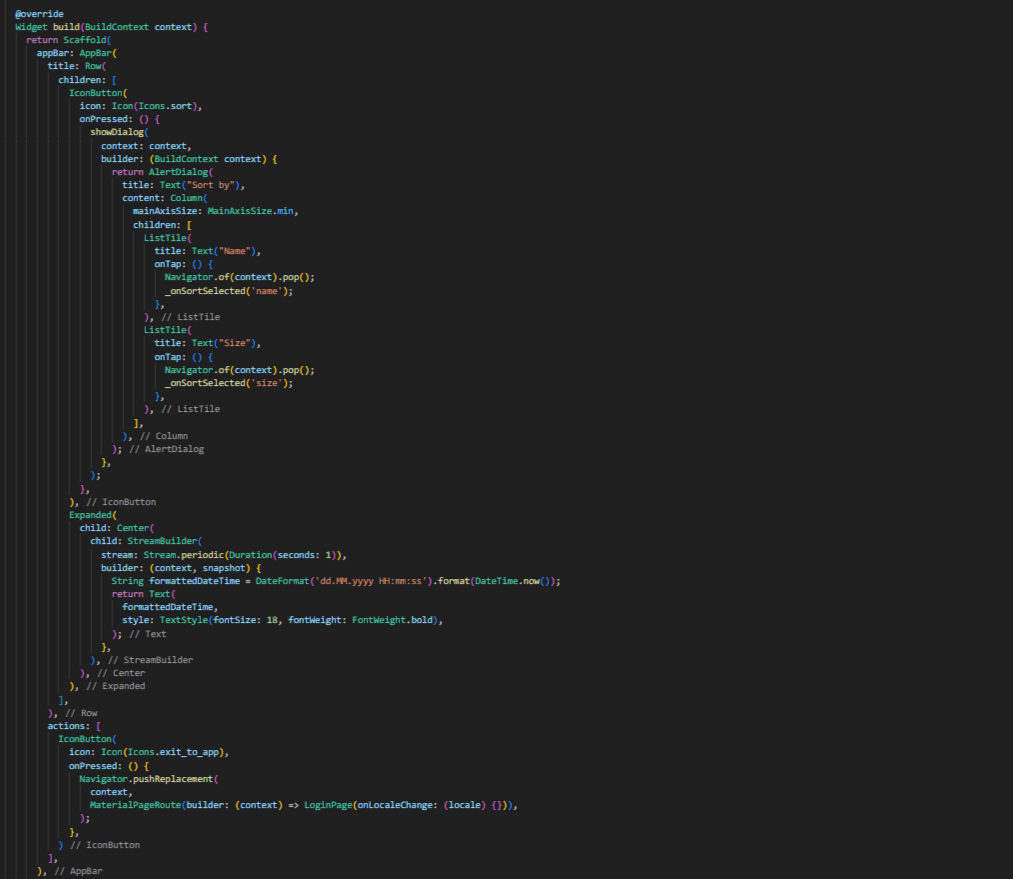 @override
Widget build(BuildContext context) {
  return Scaffold(
    appBar: AppBar(
      title: Row(
        children: [
          IconButton(
            icon: Icon(Icons.sort),
            onPressed: () {
              showDialog(
                context: context,
                builder: (BuildContext context) {
                  return AlertDialog(
                    title: Text("Sort by"),
                    content: Column(
                      mainAxisSize: MainAxisSize.min,
                      children: [
                        ListTile(
                          title: Text("Name"),
                          onTap: () {
                            Navigator.of(context).pop();
                            _onSortSelected('name');
                          },
                        ), // ListTile
                        ListTile(
                          title: Text("Size"),
                          onTap: () {
                            Navigator.of(context).pop();
                            _onSortSelected('size');
                          },
                        ), // ListTile
                      ],
                    ), // Column
                  ); // AlertDialog
                },
              );
            },
          ), // IconButton
          Expanded(
            child: Center(
              child: StreamBuilder(
                stream: Stream.periodic(Duration(seconds: 1)),
                builder: (context, snapshot) {
                  String formattedDateTime = DateFormat('dd.MM.yyyy HH:mm:ss').format(DateTime.now());
                  return Text(
                    formattedDateTime,
                    style: TextStyle(fontSize: 18, fontWeight: FontWeight.bold),
                  ); // Text
                },
              ), // StreamBuilder
            ), // Center
          ), // Expanded
        ],
      ), // Row
      actions: [
        IconButton(
          icon: Icon(Icons.exit_to_app),
          onPressed: () {
            Navigator.pushReplacement(
              context,
              MaterialPageRoute(builder: (context) => LoginPage(onLocaleChange: (locale) {})),
            );
          },
        ) // IconButton
      ],
    ), // AppBar